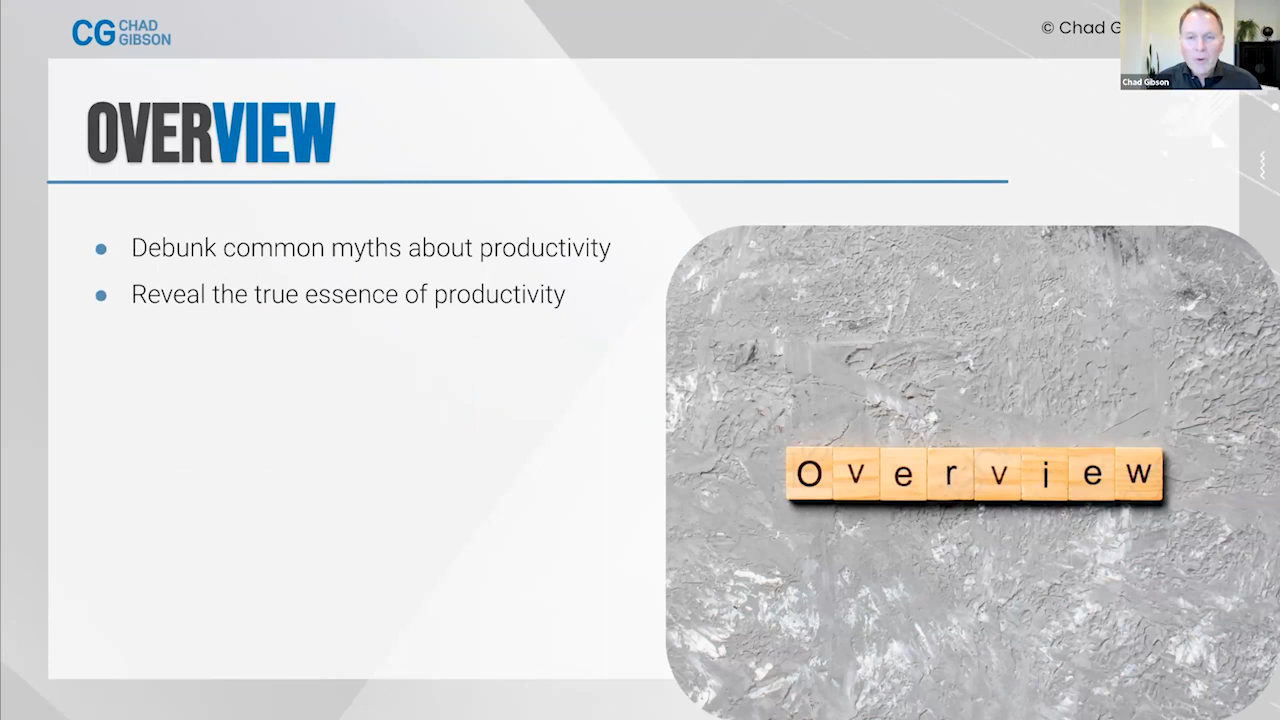 CG CHAD GIBSON
© Chad G
Chad Gibson
OVERVIEW
Debunk common myths about productivity
Reveal the true essence of productivity
Overview